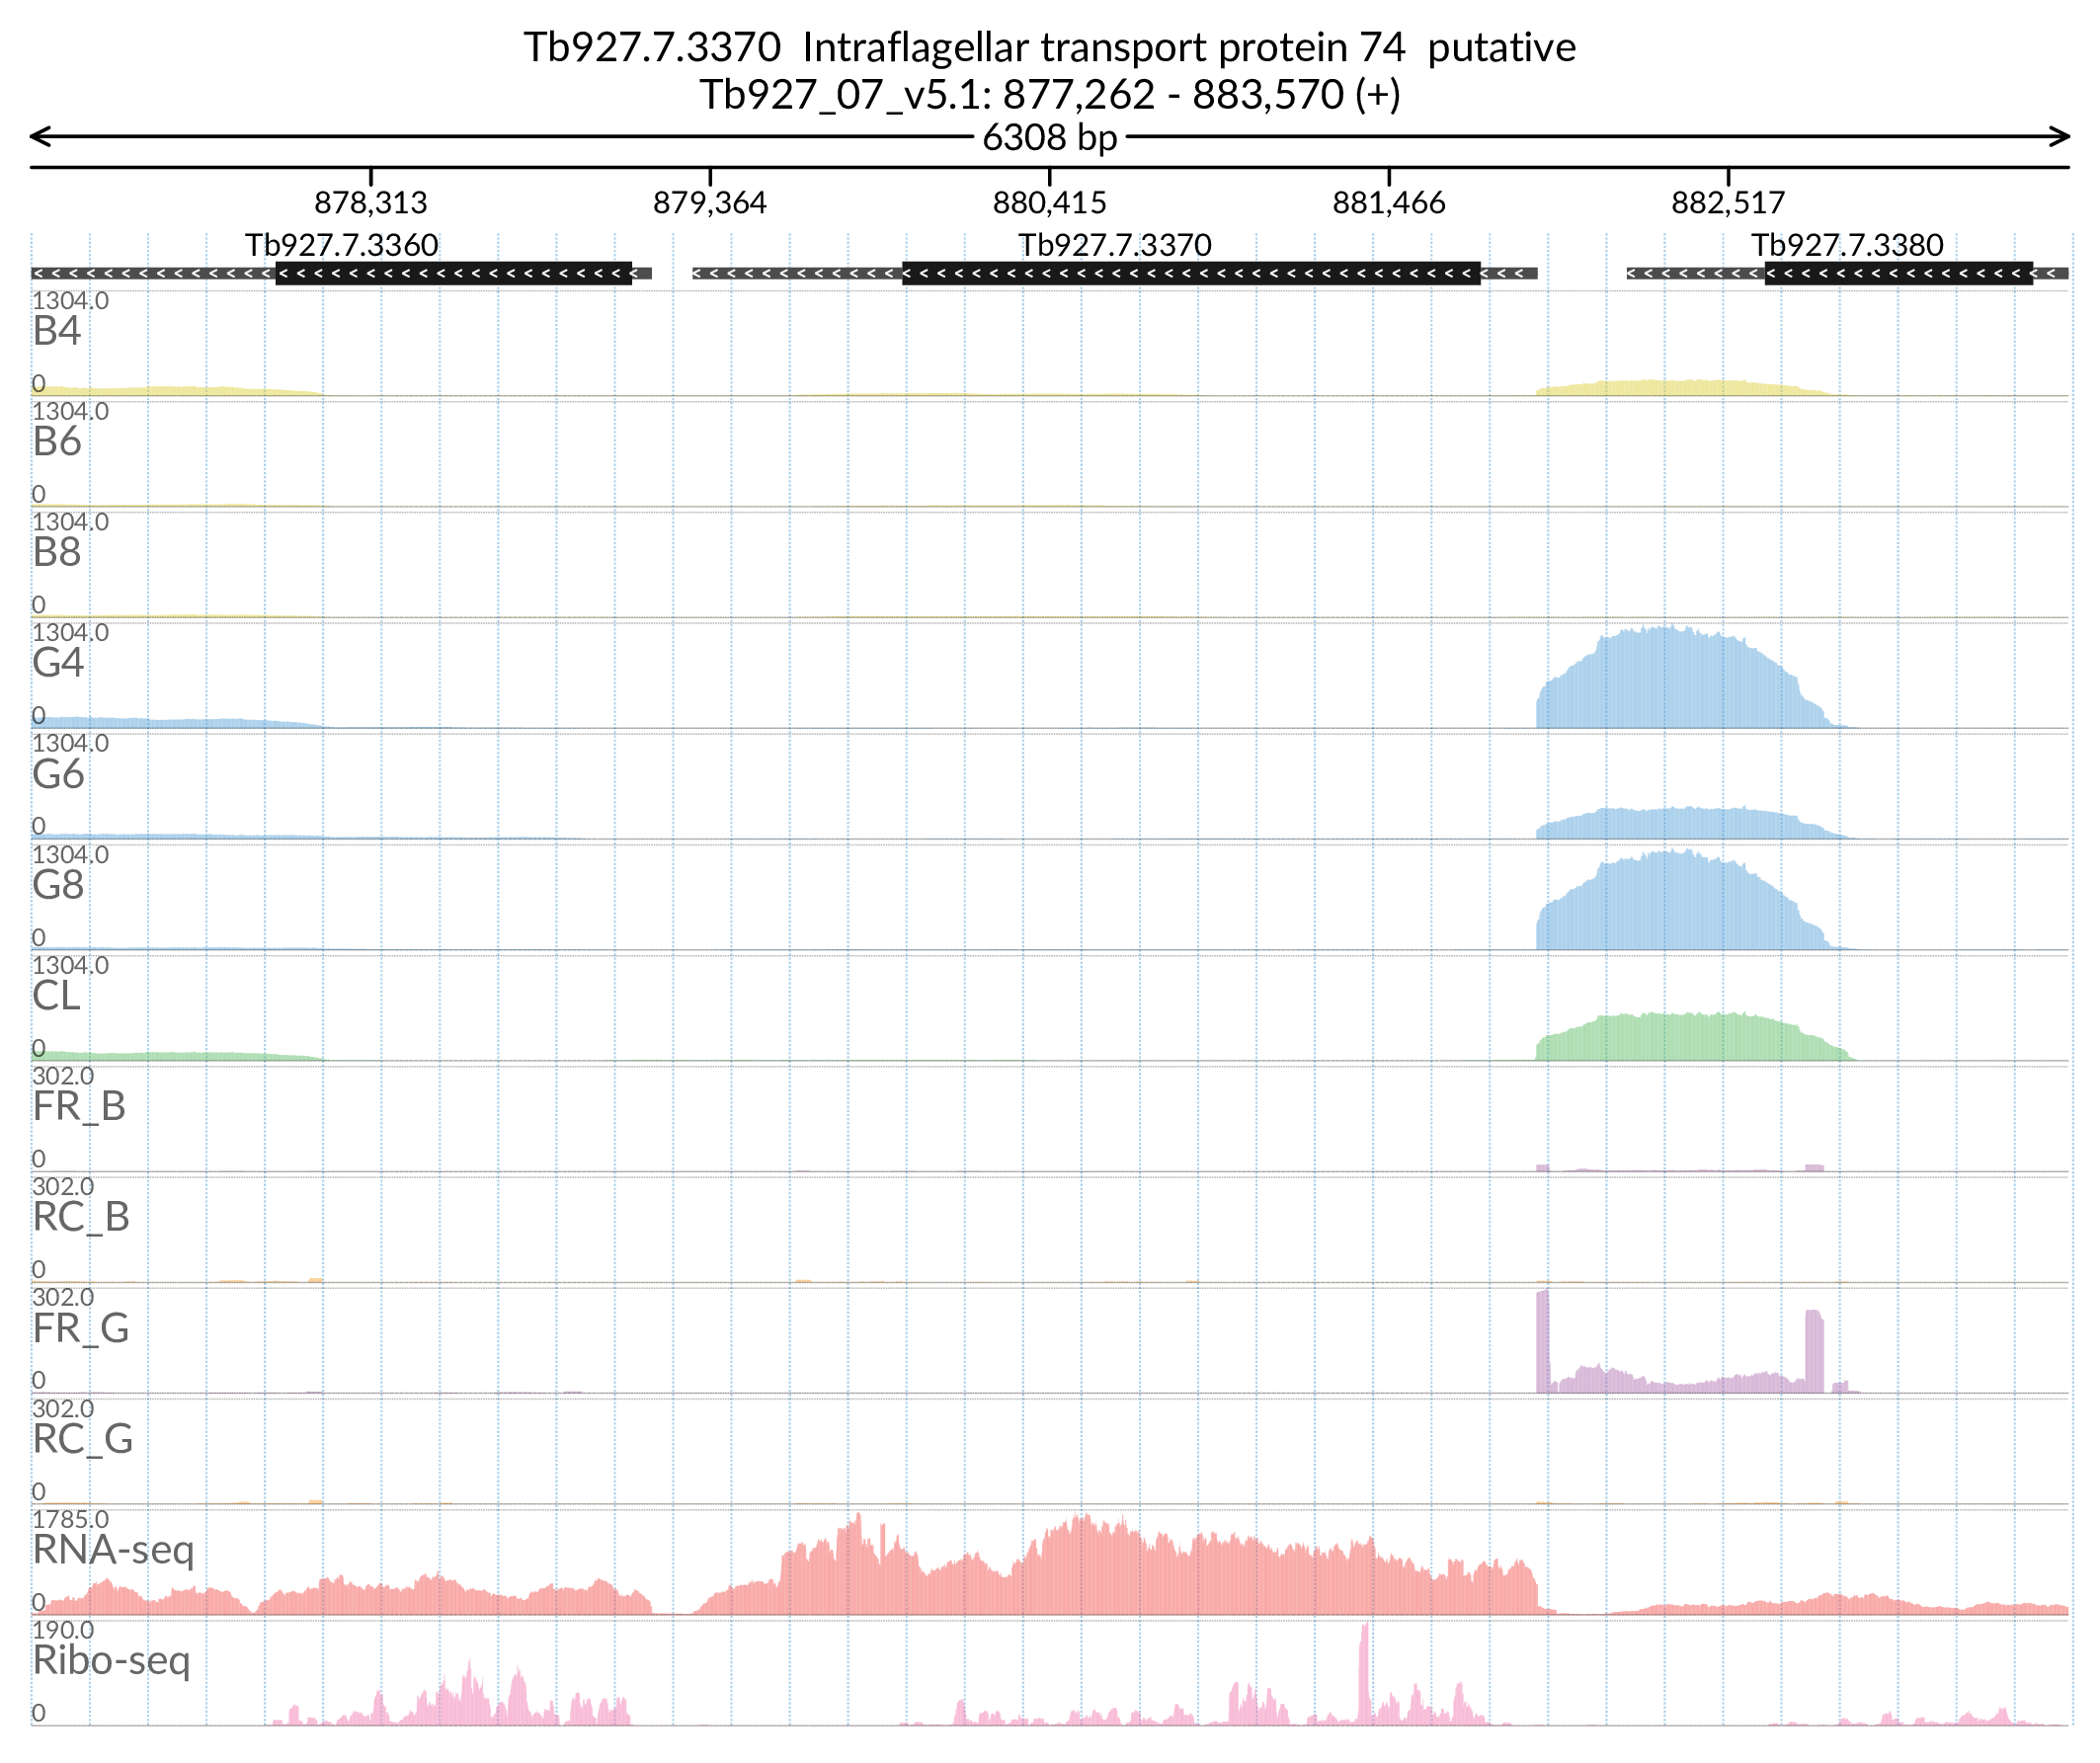 Tb927.7.3370 Intraflagellar transport protein 74 putative
Tb927_07_v5.1: 877,262 - 883,570 (+)
6308 bp
878,313 879,364 880,415 881,466 882,517
Tb927.7.3360 Tb927.7.3370 Tb927.7.3380
1304.0
B4
0
1304.0
B6
0
1304.0
B8
0
1304.0
G4
0
1304.0
G6
0
1304.0
G8
0
1304.0
CL
0
302.0
FR_B
0
302.0
RC_B
0
302.0
FR_G
0
302.0
RC_G
0
1785.0
RNA-seq
0
190.0
Ribo-seq
0